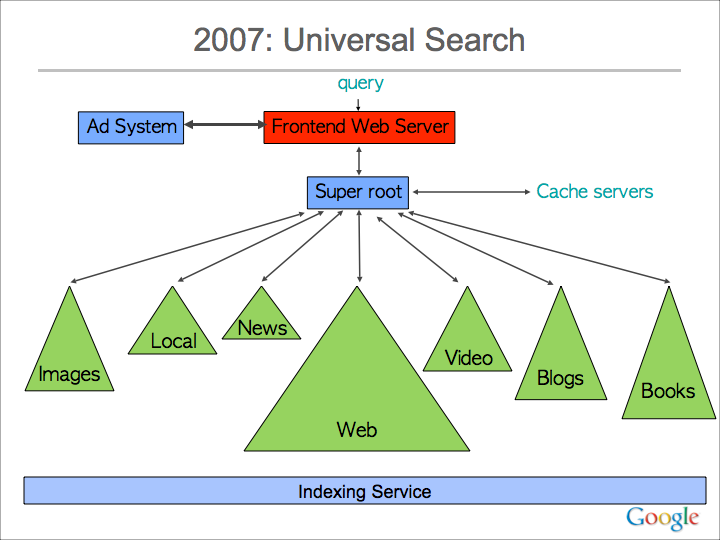 2007: Universal Search
query
Ad System
Frontend Web Server
Super root
Cache servers
Images
Local
News
Web
Video
Blogs
Books
Indexing Service
Google